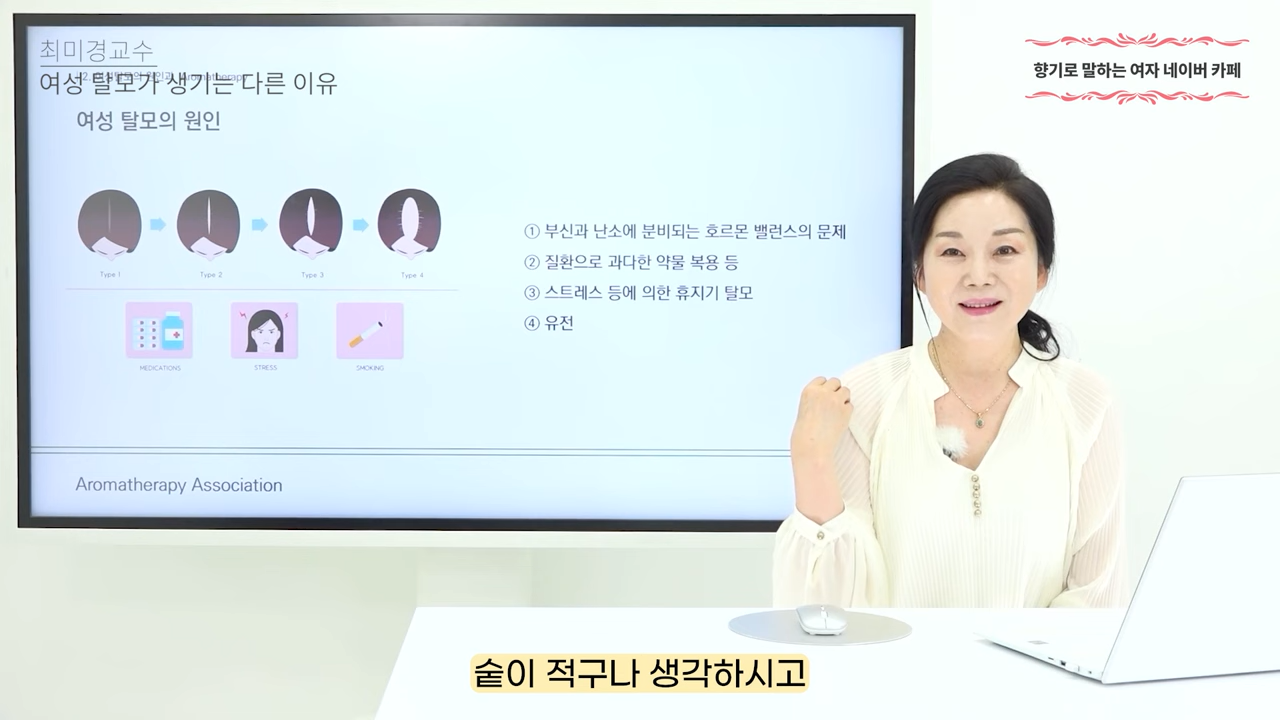 최미경교수
여성 탈모가 생기는 다른 이유
여성 탈모의 원인
Type 1
Type 2
Type 3
Type 4
MEDICATIONS
STRESS
SMOKING
① 부신과 난소에 분비되는 호르몬 밸런스의 문제
② 질환으로 과다한 약물 복용 등
③ 스트레스 등에 의한 휴지기 탈모
④ 유전
Aromatherapy Association
향기로 말하는 여자 네이버 카페
숱이 적구나 생각하시고